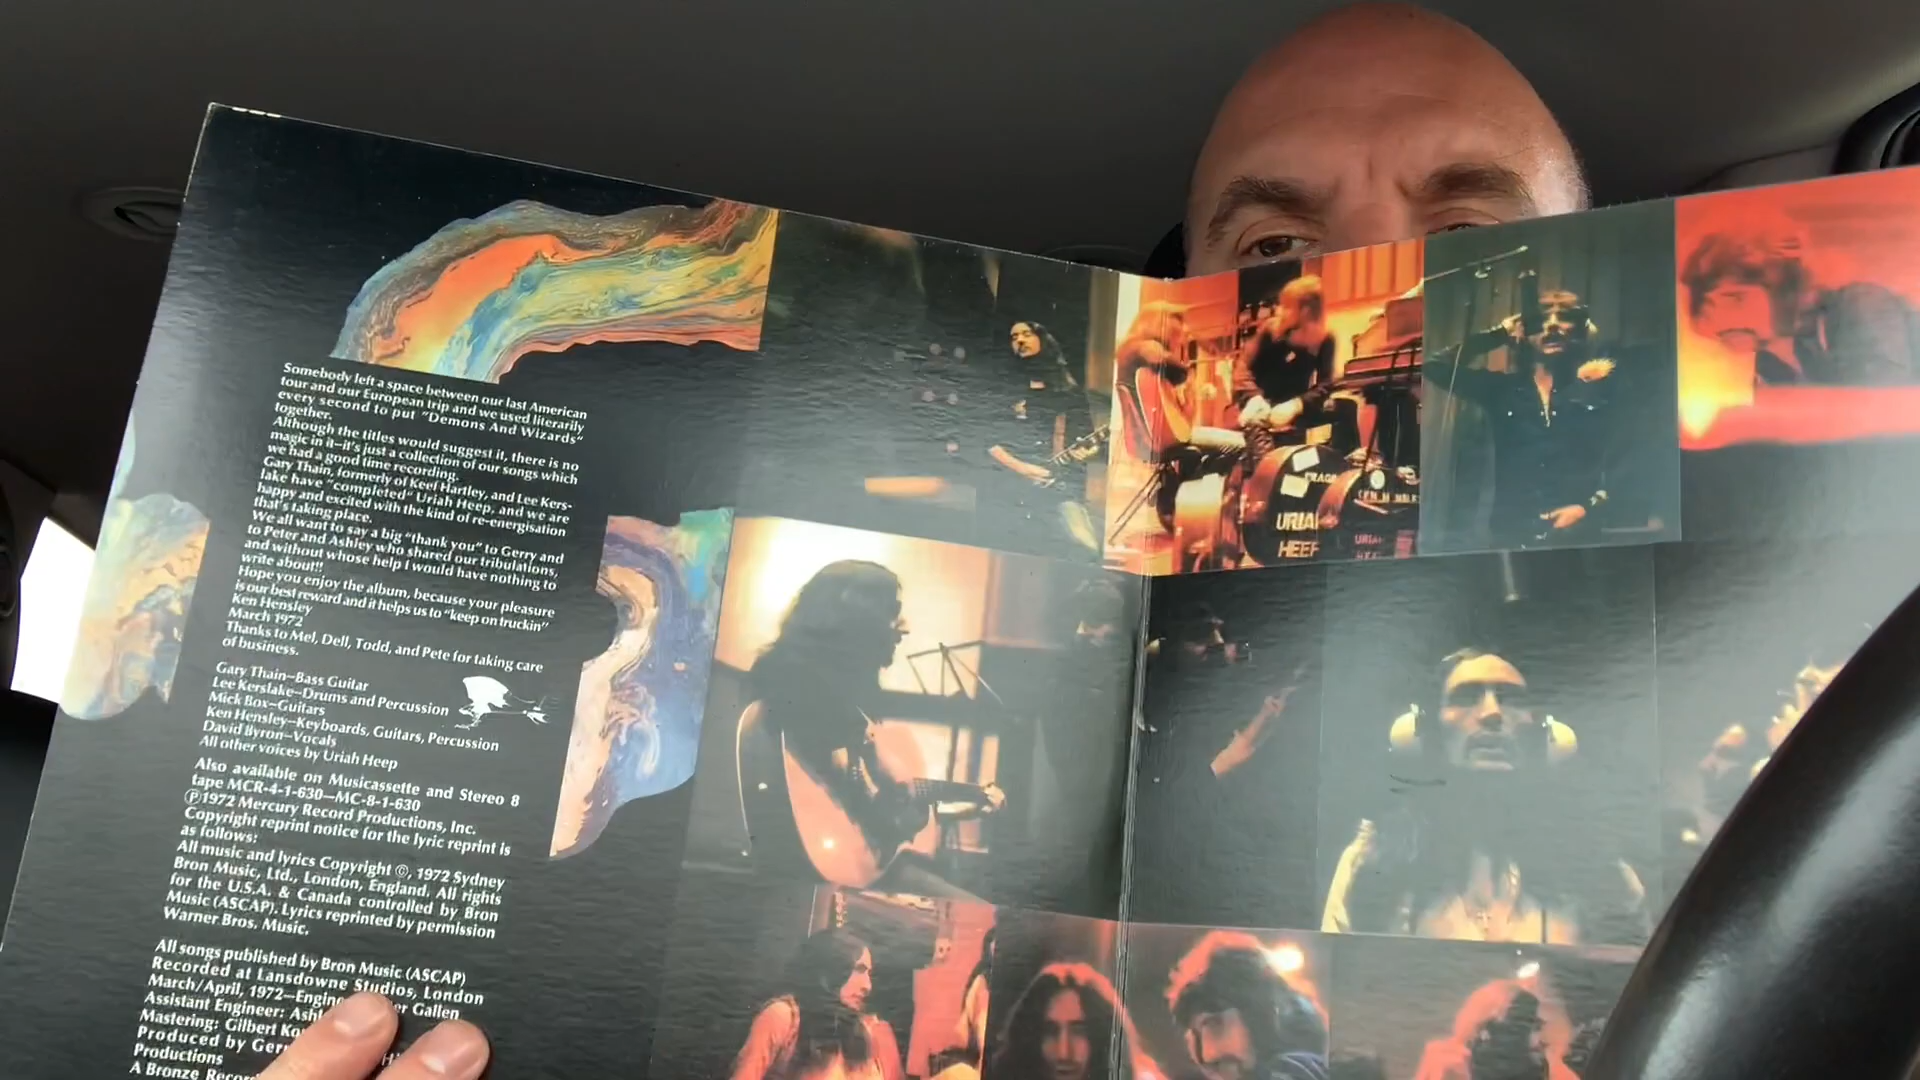 Somebody left a space between our last American
tour and our European trip and we used literarily
every second to put "Demons And Wizards"
together.
Although the titles would suggest it, there is no
magic in it—it's just a collection of our songs which
we had a good time recording.
Gary Thain, formerly of Keef Hartley, and Lee Kers-
lake have "completed" Uriah Heep, and we are
happy and excited with the kind of re-energisation
that's taking place.
We all want to say a big "thank you" to Gerry and
to Peter and Ashley who shared our tribulations,
and without whose help I would have nothing to
write about!!
Hope you enjoy the album, because your pleasure
is our best reward and it helps us to "keep on truckin"
Ken Hensley
March 1972
Thanks to Mel, Dell, Todd, and Pete for taking care
of business.
Gary Thain—Bass Guitar
Lee Kerslake—Drums and Percussion
Mick Box—Guitars
Ken Hensley—Keyboards, Guitars, Percussion
David Byron—Vocals
All other voices by Uriah Heep
Also available on Musicassette and Stereo 8
tape MCR-4-1-630—MC-8-1-630
Ⓟ1972 Mercury Record Productions, Inc.
Copyright reprint notice for the lyric reprint is
as follows:
All music and lyrics Copyright ©, 1972 Sydney
Bron Music, Ltd., London, England. All rights
for the U.S.A. & Canada controlled by Bron
Music (ASCAP). Lyrics reprinted by permission
Warner Bros. Music.
All songs published by Bron Music (ASCAP)
Recorded at Lansdowne Studios, London
March/April, 1972—Engine er Gallen
Assistant Engineer: Ash
Mastering: Gilbert Ko
Produced by Ger
Productions
A Bronze Recor
FRAGI
URIAH
HEEP
URIAH